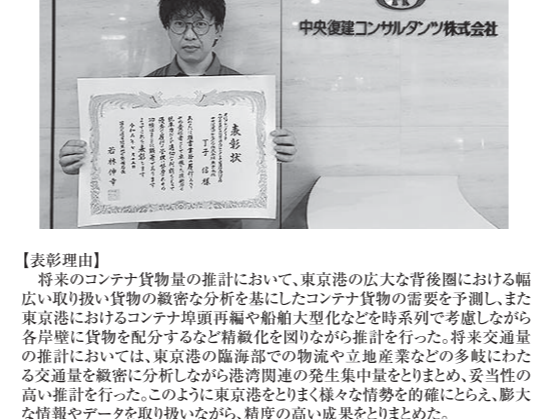 中央復建コンサルタンツ株式会社
表彰状
丁子 信 様
若林 伸幸
【表彰理由】
将来のコンテナ貨物量の推計において、東京港の広大な背後圏における幅
広い取り扱い貨物の緻密な分析を基にしたコンテナ貨物の需要を予測し、また
東京港におけるコンテナ埠頭再編や船舶大型化などを時系列で考慮しながら
各岸壁に貨物を配分するなど精緻化を図りながら推計を行った。将来交通量
の推計においては、東京港の臨海部での物流や立地産業などの多岐にわた
る交通量を緻密に分析しながら港湾関連の発生集中量をとりまとめ、妥当性の
高い推計を行った。このように東京港をとりまく様々な情勢を的確にとらえ、膨大
な情報やデータを取り扱いながら、精度の高い成果をとりまとめた。